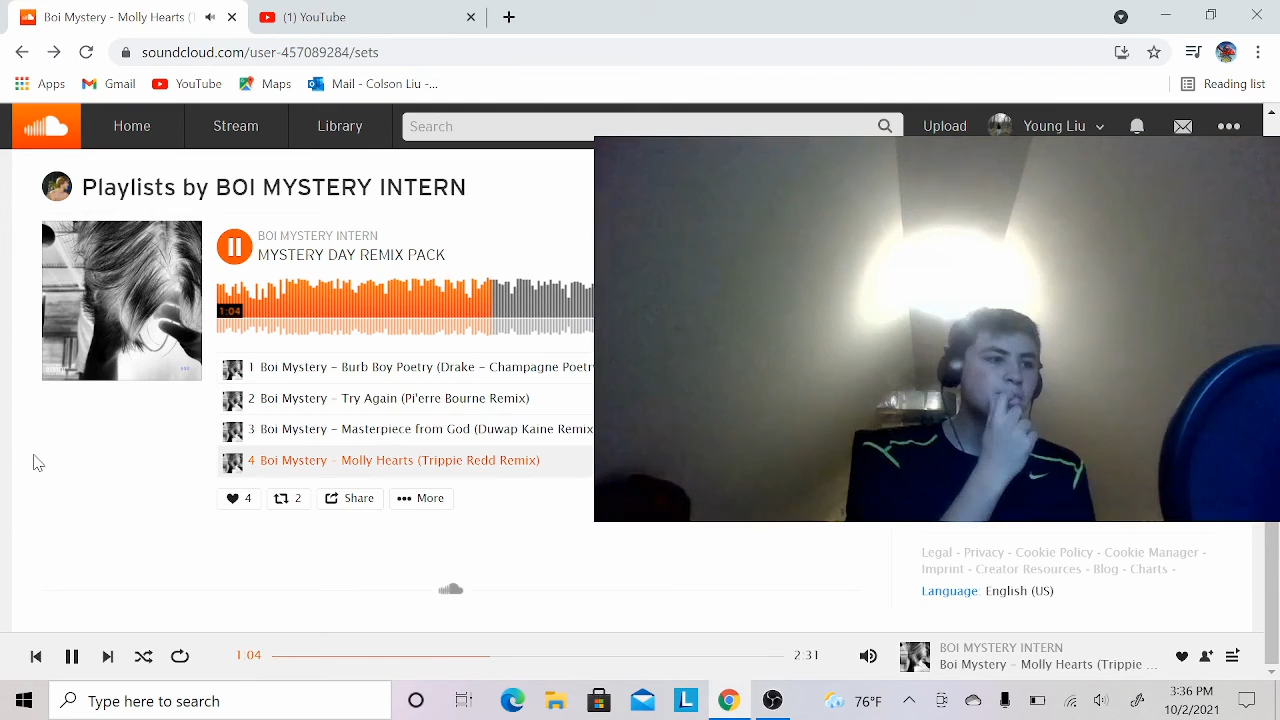 Boi Mystery - Molly Hearts (T
(1) YouTube
soundcloud.com/user-457089284/sets
Apps
Gmail
YouTube
Maps
Mail - Colson Liu -...
Reading list
Home
Stream
Library
Search
Upload
Young Liu
Playlists by BOI MYSTERY INTERN
BOI MYSTERY INTERN
MYSTERY DAY REMIX PACK
1:04
1 Boi Mystery – Burb Boy Poetry (Drake – Champagne Poetr
2 Boi Mystery – Try Again (Pi'erre Bourne Remix)
3 Boi Mystery – Masterpiece from God (Duwap Kaine Remix
4 Boi Mystery – Molly Hearts (Trippie Redd Remix)
4
2
Share
More
Legal - Privacy - Cookie Policy - Cookie Manager -
Imprint - Creator Resources - Blog - Charts -
Language: English (US)
1:04
2:31
BOI MYSTERY INTERN
Boi Mystery – Molly Hearts (Trippie ...
Type here to search
76°F
3:36 PM
10/2/2021